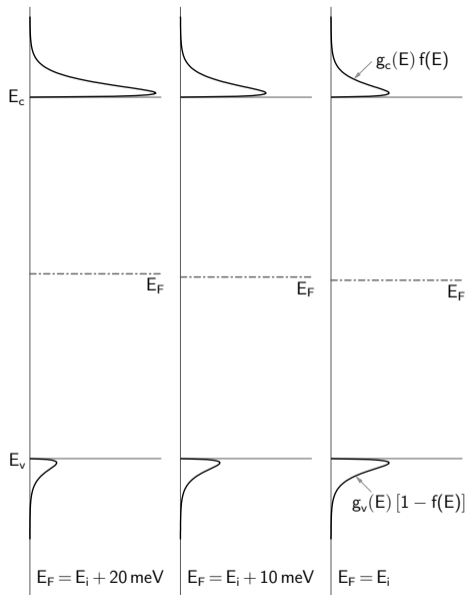 g_c(E) f(E)
E_c
E_F
E_F
E_F
E_v
g_v(E) [1 − f(E)]
E_F = E_i + 20 meV
E_F = E_i + 10 meV
E_F = E_i